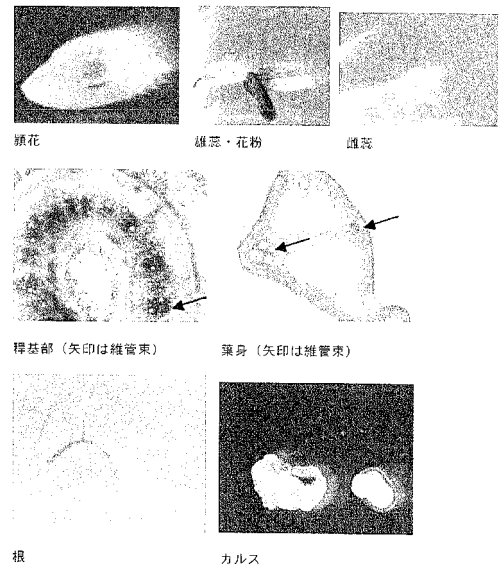 穎花
雄蕊・花粉
雌蕊
稈基部（矢印は維管束）
葉身（矢印は維管束）
根
カルス